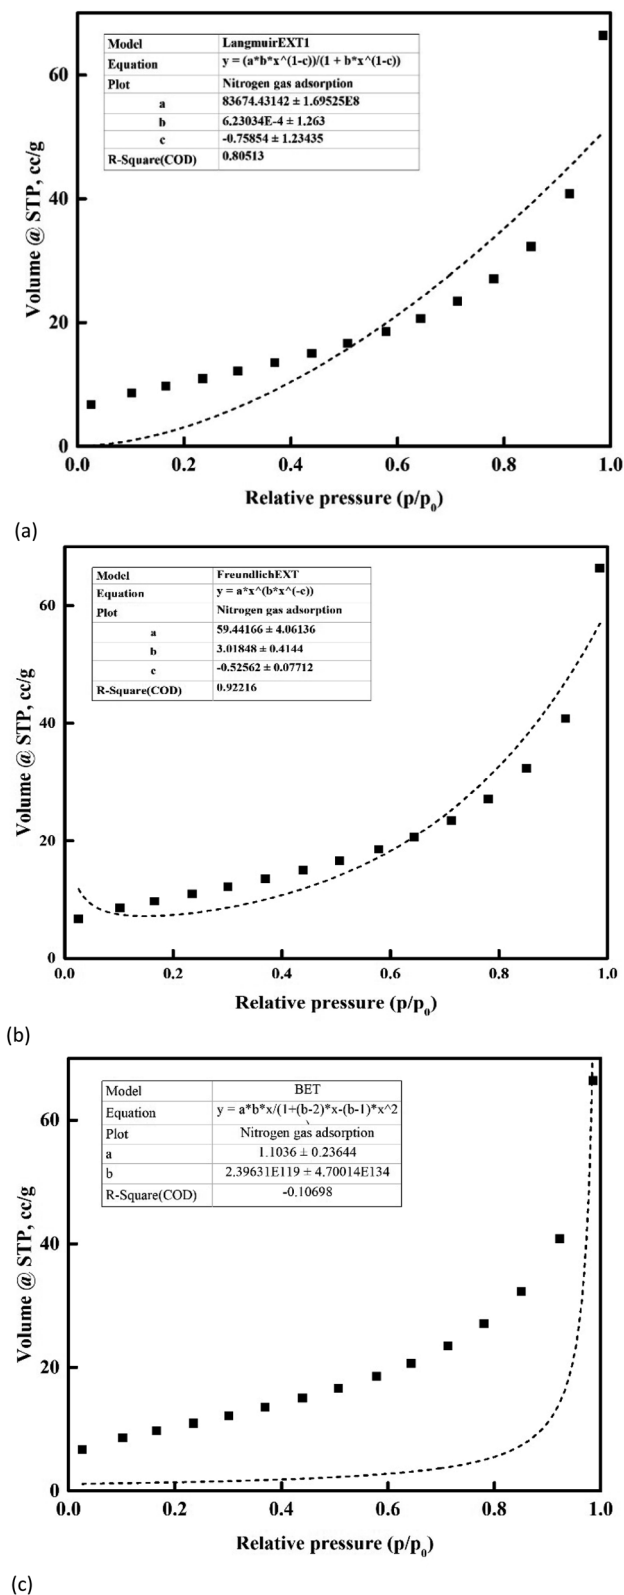 Model LangmuirEXT1
Equation y = (a*b*x^(1-c))/(1 + b*x^(1-c))
Plot Nitrogen gas adsorption
a 83674.43142 ± 1.69525E8
b 6.23034E-4 ± 1.263
c -0.75854 ± 1.23435
R-Square(COD) 0.80513
Volume @ STP, cc/g
60
40
20
0
0.0 0.2 0.4 0.6 0.8 1.0
Relative pressure (p/p0)
(a)
Model FreundlichEXT
Equation y = a*x^(b*x^(-c))
Plot Nitrogen gas adsorption
a 59.44166 ± 4.06136
b 3.01848 ± 0.4144
c -0.52562 ± 0.07712
R-Square(COD) 0.92216
Volume @ STP, cc/g
60
40
20
0
0.0 0.2 0.4 0.6 0.8 1.0
Relative pressure (p/p0)
(b)
Model BET
Equation y = a*b*x/(1+(b-2)*x-(b-1)*x^2
)
Plot Nitrogen gas adsorption
a 1.1036 ± 0.23644
b 2.39631E119 ± 4.70014E134
R-Square(COD) -0.10698
Volume @ STP, cc/g
60
40
20
0
0.0 0.2 0.4 0.6 0.8 1.0
Relative pressure (p/p0)
(c)